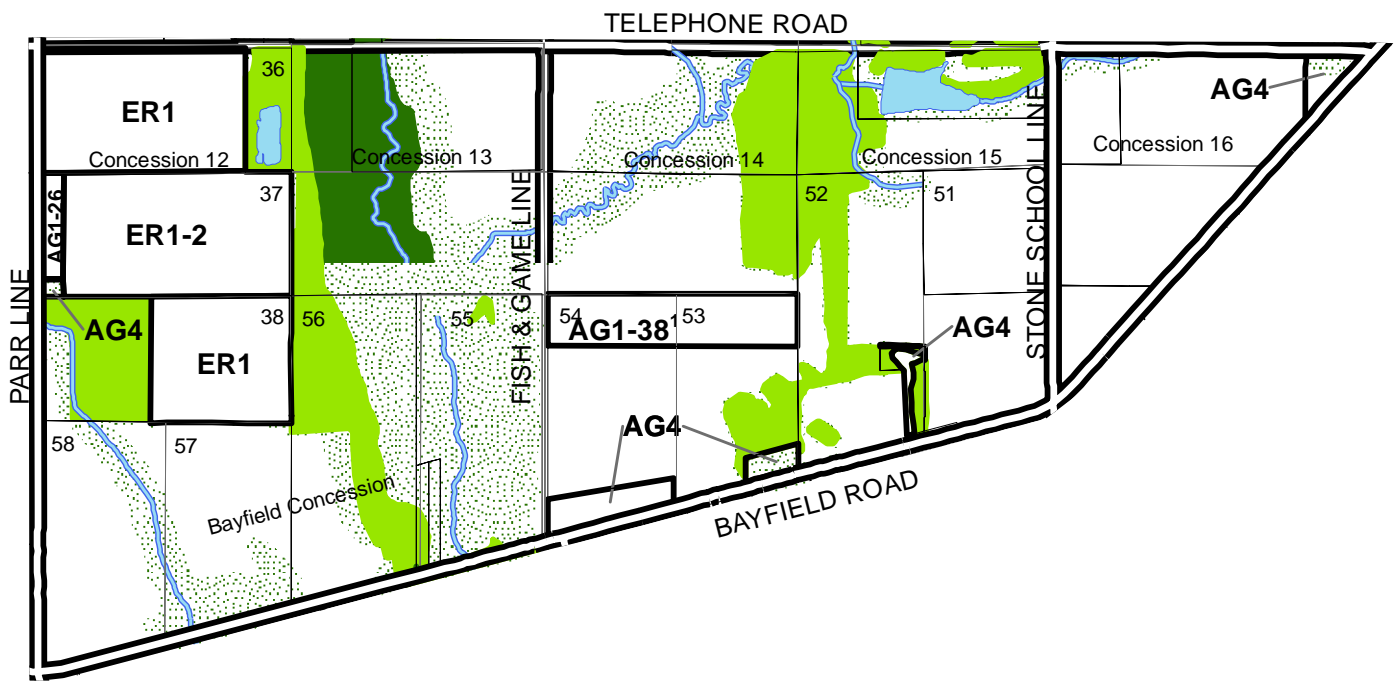 TELEPHONE ROAD
36
ER1
AG4
Concession 12
Concession 13
Concession 14
Concession 15
Concession 16
37
52
51
AG1-26
ER1-2
PARR LINE
FISH & GAME LINE
STONE SCHOOL LINE
AG4
38
56
55
54
AG1-38
1
53
AG4
ER1
58
57
AG4
Bayfield Concession
BAYFIELD ROAD